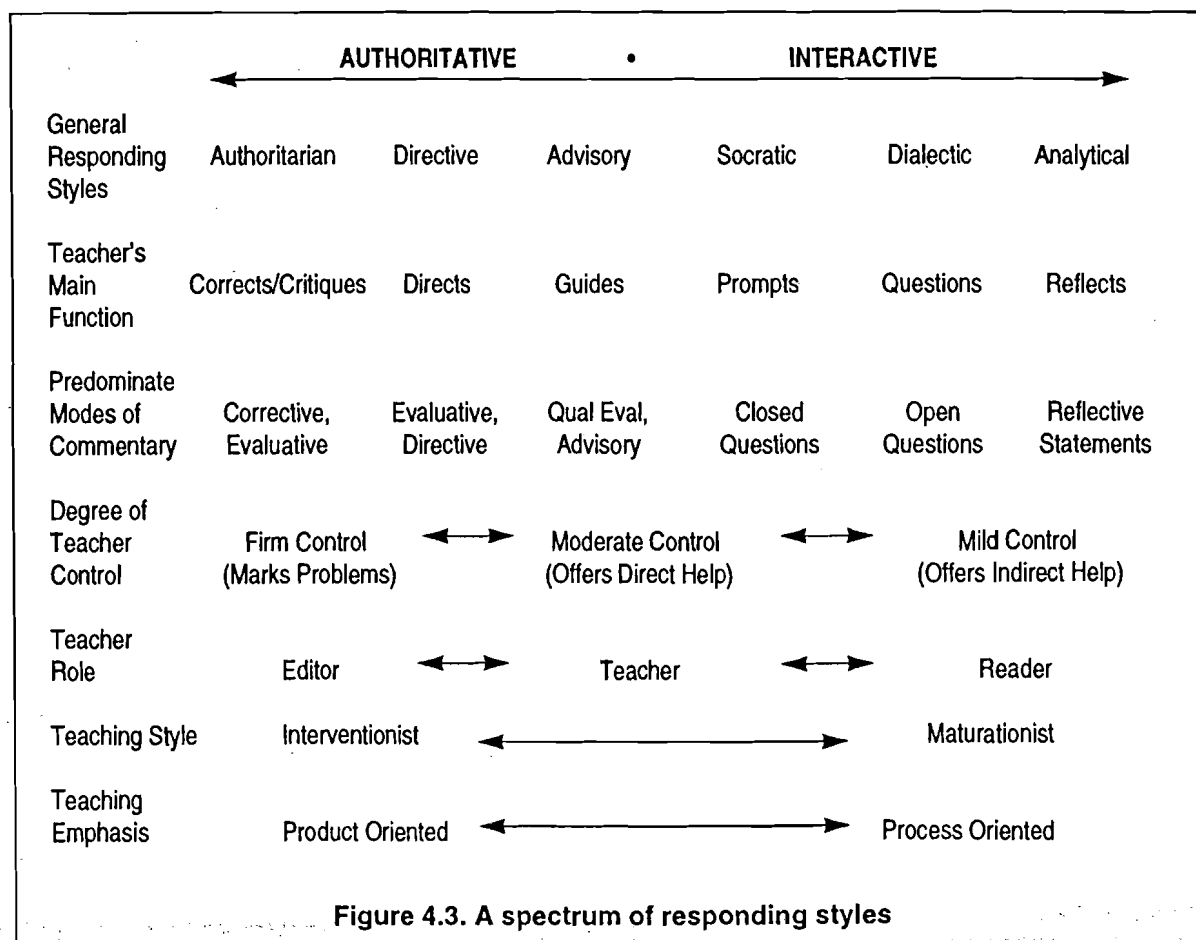 AUTHORITATIVE • INTERACTIVE
General
Responding Authoritarian Directive Advisory Socratic Dialectic Analytical
Styles
Teacher's
Main Corrects/Critiques Directs Guides Prompts Questions Reflects
Function
Predominate
Modes of Corrective, Evaluative, Qual Eval, Closed Open Reflective
Commentary Evaluative Directive Advisory Questions Questions Statements
Degree of
Teacher Firm Control Moderate Control Mild Control
Control (Marks Problems) (Offers Direct Help) (Offers Indirect Help)
Teacher
Role Editor Teacher Reader
Teaching Style Interventionist Maturationist
Teaching
Emphasis Product Oriented Process Oriented
Figure 4.3. A spectrum of responding styles